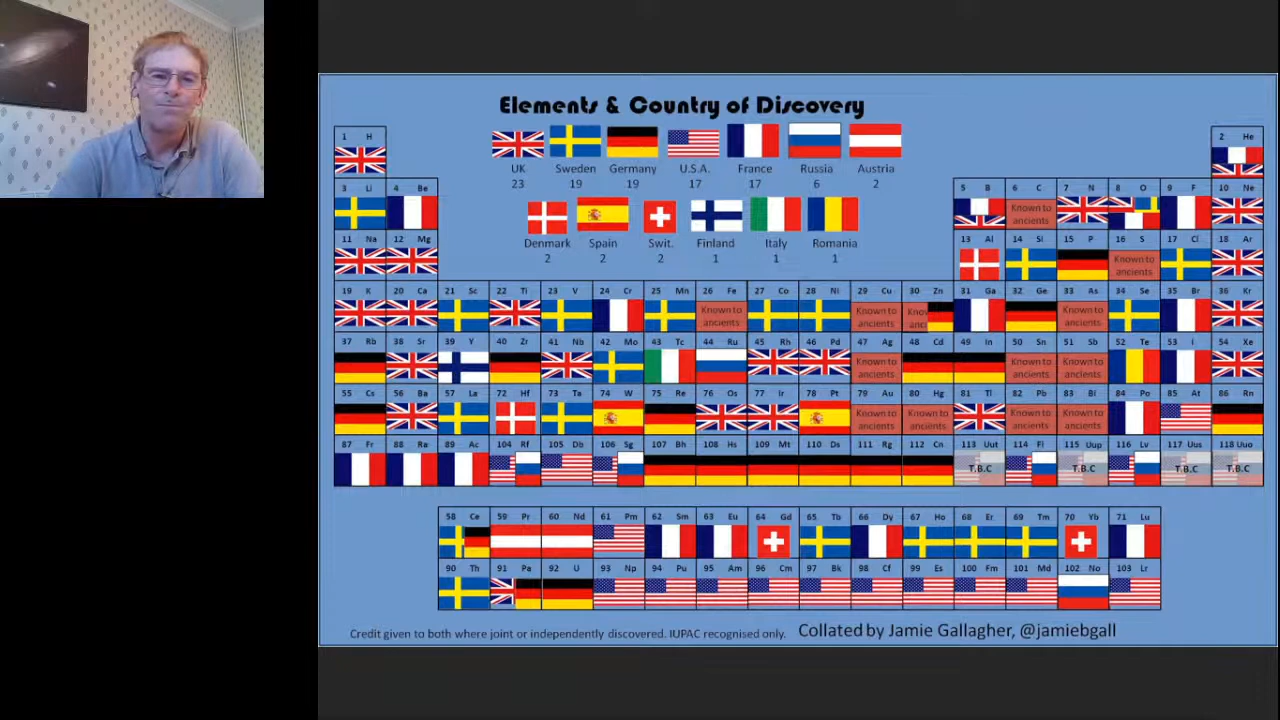 Elements & Country of Discovery
UK Sweden Germany U.S.A. France Russia Austria
23 19 19 17 17 6 2
Denmark Spain Swit. Finland Italy Romania
2 2 2 1 1 1
1 H 2 He
3 Li 4 Be 5 B 6 C 7 N 8 O 9 F 10 Ne
Known to
ancients
11 Na 12 Mg 13 Al 14 Si 15 P 16 S 17 Cl 18 Ar
Known to
ancients
19 K 20 Ca 21 Sc 22 Ti 23 V 24 Cr 25 Mn 26 Fe 27 Co 28 Ni 29 Cu 30 Zn 31 Ga 32 Ge 33 As 34 Se 35 Br 36 Kr
Known to Known to Know Known to
ancients ancients ancients ancients
37 Rb 38 Sr 39 Y 40 Zr 41 Nb 42 Mo 43 Tc 44 Ru 45 Rh 46 Pd 47 Ag 48 Cd 49 In 50 Sn 51 Sb 52 Te 53 i 54 Xe
Known to Known to Known to
ancients ancients ancients
55 Cs 56 Ba 57 La 72 Hf 73 Ta 74 W 75 Re 76 Os 77 Ir 78 Pt 79 Au 80 Hg 81 Tl 82 Pb 83 Bi 84 Po 85 At 86 Rn
Known to Known to Known to Known to
ancients ancients ancients ancients
87 Fr 88 Ra 89 Ac 104 Rf 105 Db 106 Sg 107 Bh 108 Hs 109 Mt 110 Ds 111 Rg 112 Cn 113 Uut 114 Fl 115 Uup 116 Lv 117 Uus 118 Uuo
T.B.C T.B.C T.B.C T.B.C
58 Ce 59 Pr 60 Nd 61 Pm 62 Sm 63 Eu 64 Gd 65 Tb 66 Dy 67 Ho 68 Er 69 Tm 70 Yb 71 Lu
90 Th 91 Pa 92 U 93 Np 94 Pu 95 Am 96 Cm 97 Bk 98 Cf 99 Es 100 Fm 101 Md 102 No 103 Lr
Credit given to both where joint or independently discovered. IUPAC recognised only. Collated by Jamie Gallagher, @jamiebgall